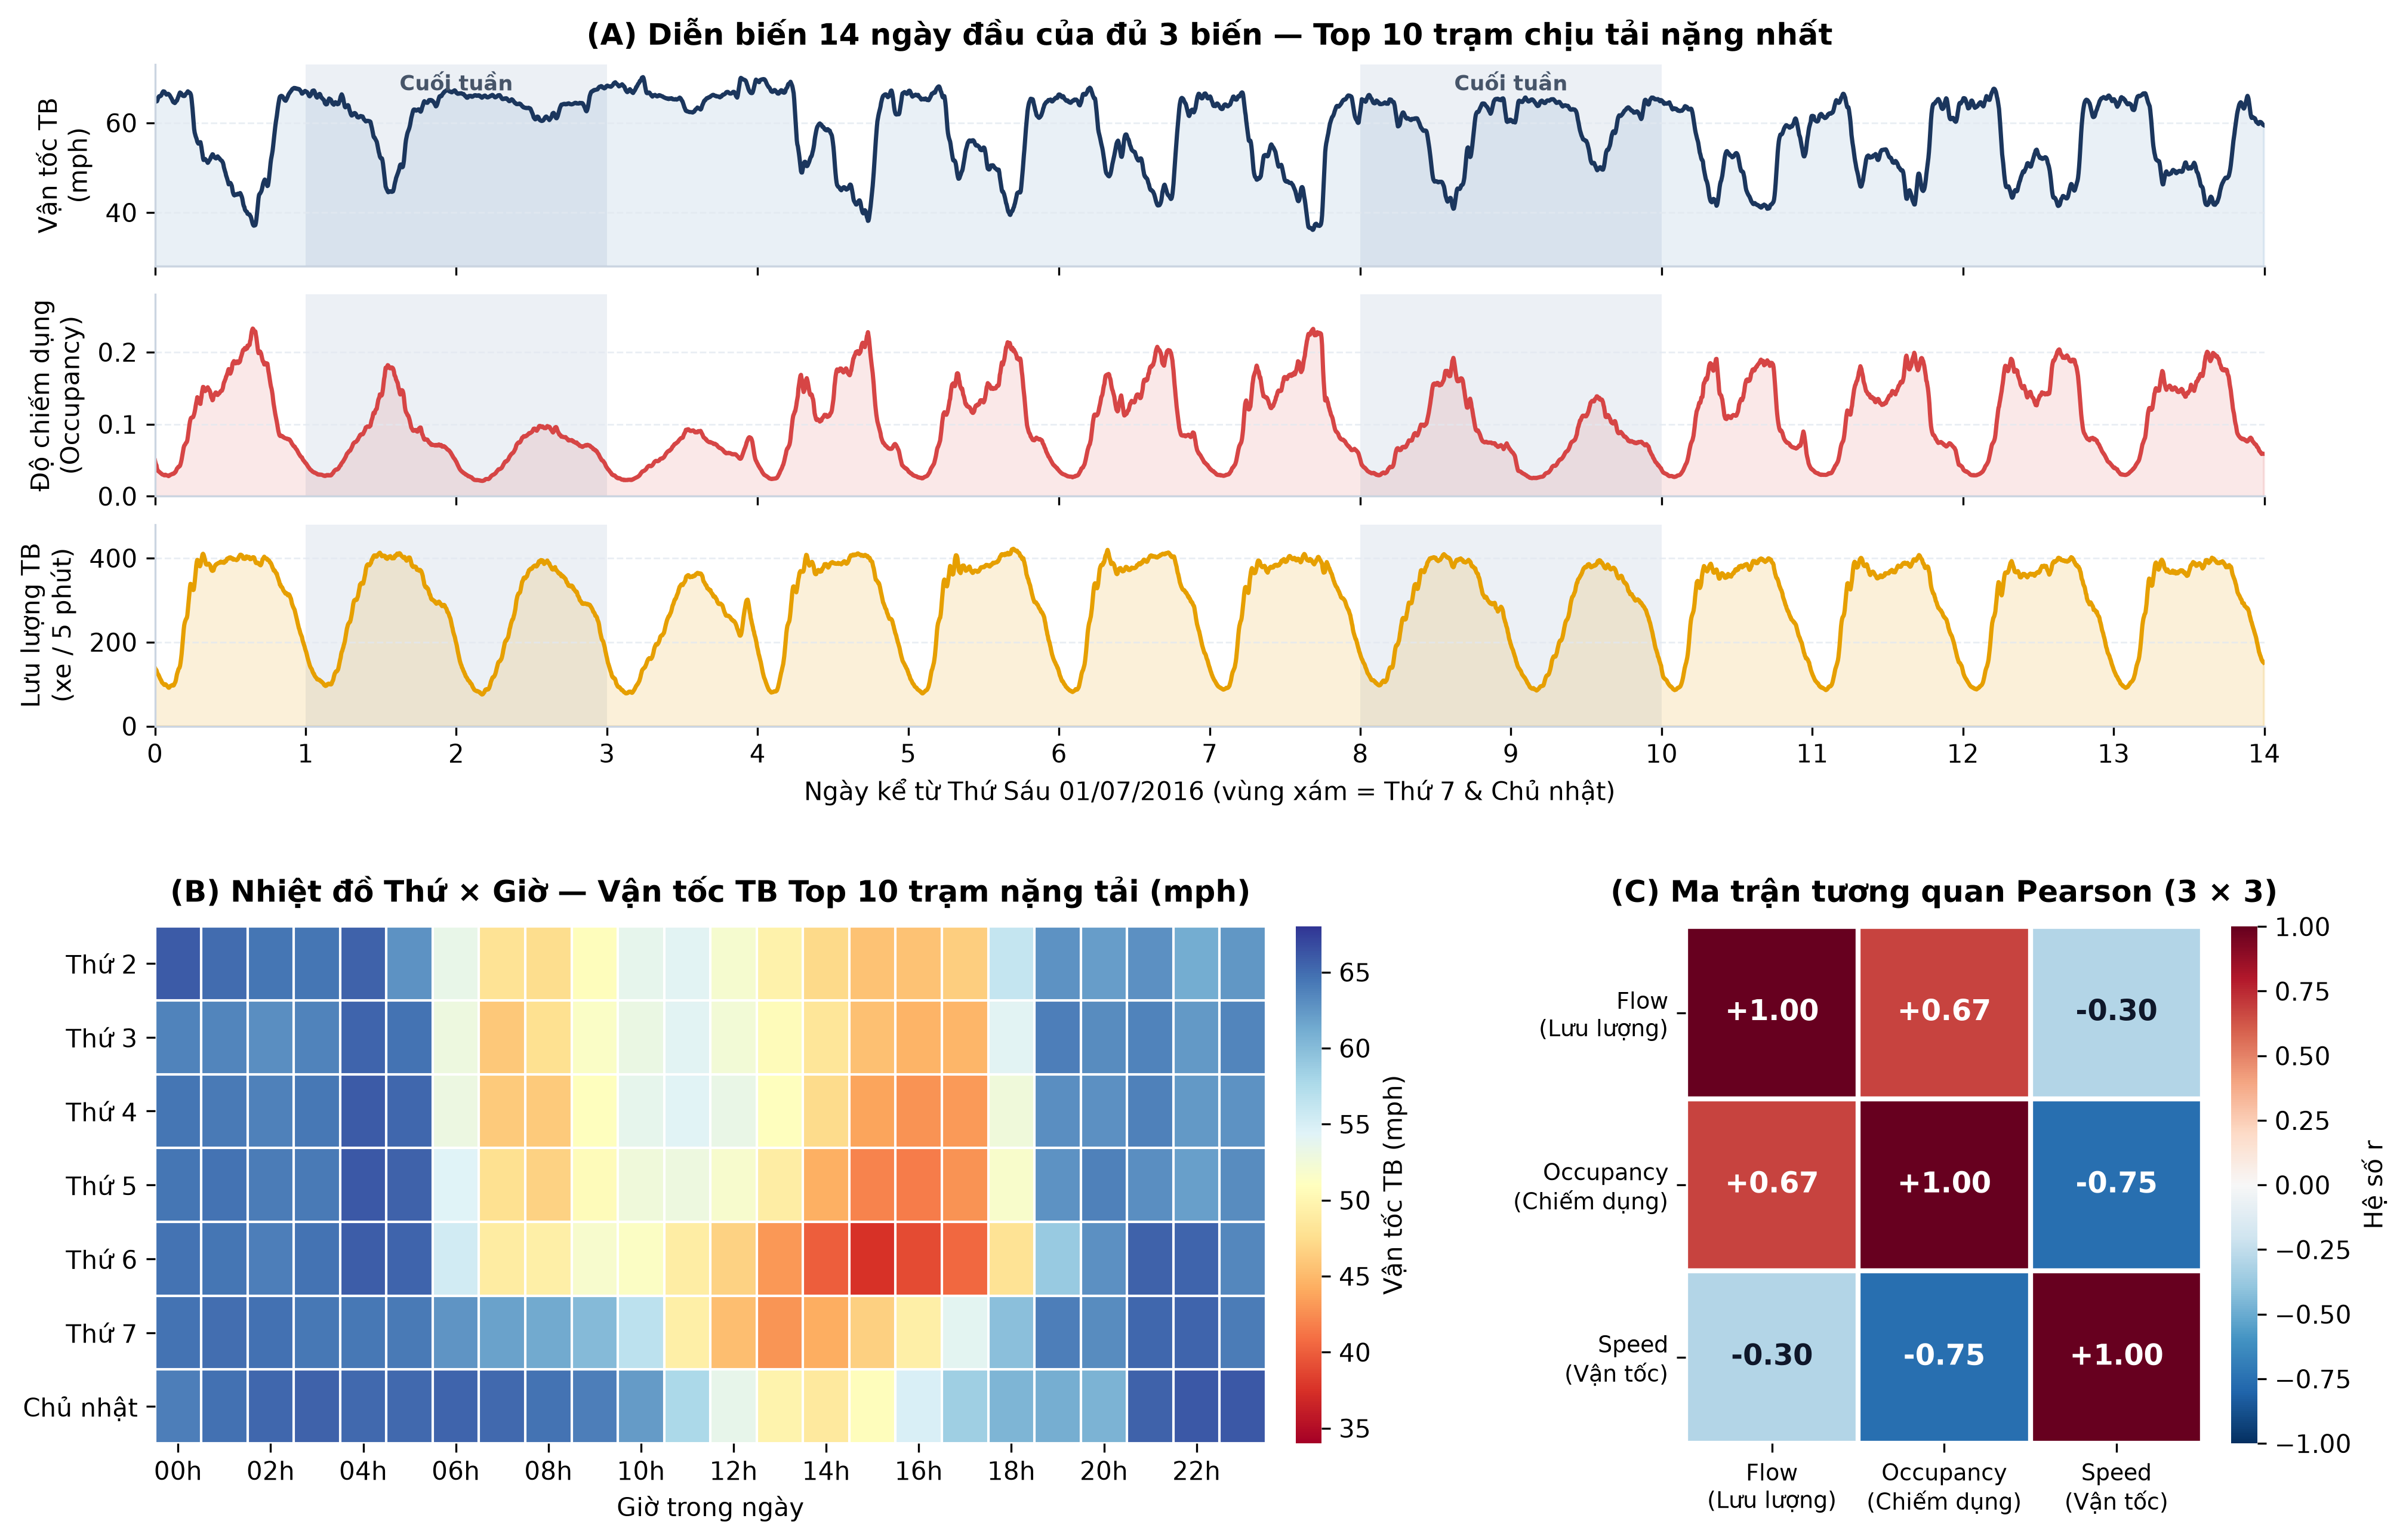 (A) Diễn biến 14 ngày đầu của đủ 3 biến — Top 10 trạm chịu tải nặng nhất
Vận tốc TB
(mph)
60
40
Cuối tuần
Cuối tuần
Độ chiếm dụng
(Occupancy)
0.2
0.1
0.0
Lưu lượng TB
(xe / 5 phút)
400
200
0
0 1 2 3 4 5 6 7 8 9 10 11 12 13 14
Ngày kể từ Thứ Sáu 01/07/2016 (vùng xám = Thứ 7 & Chủ nhật)
(B) Nhiệt đồ Thứ × Giờ — Vận tốc TB Top 10 trạm nặng tải (mph)
Thứ 2
Thứ 3
Thứ 4
Thứ 5
Thứ 6
Thứ 7
Chủ nhật
00h 02h 04h 06h 08h 10h 12h 14h 16h 18h 20h 22h
Giờ trong ngày
65
60
55
50
45
40
35
Vận tốc TB (mph)
(C) Ma trận tương quan Pearson (3 × 3)
Flow
(Lưu lượng)
+1.00 +0.67 -0.30
Occupancy
(Chiếm dụng)
+0.67 +1.00 -0.75
Speed
(Vận tốc)
-0.30 -0.75 +1.00
Flow
(Lưu lượng)
Occupancy
(Chiếm dụng)
Speed
(Vận tốc)
1.00
0.75
0.50
0.25
0.00
−0.25
−0.50
−0.75
−1.00
Hệ số r